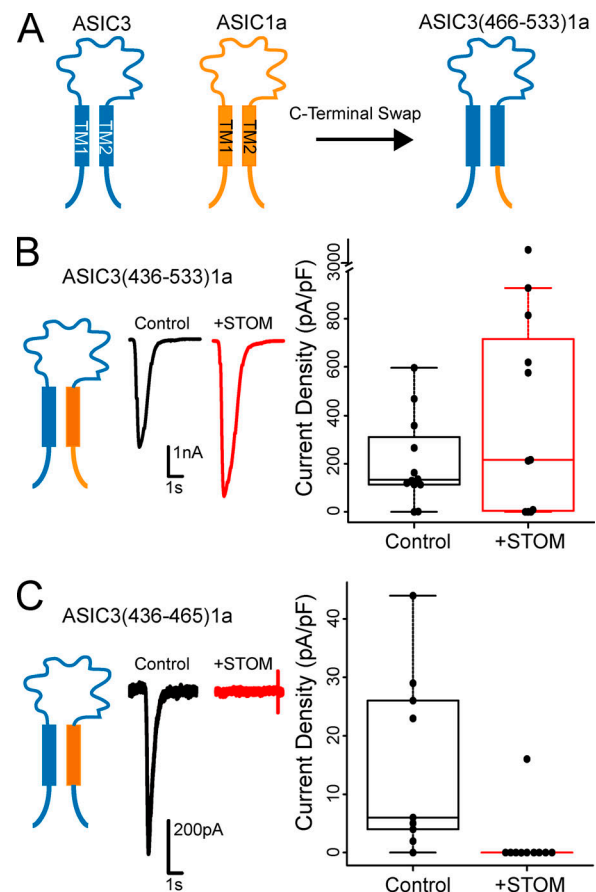 A
ASIC3
ASIC1a
ASIC3(466-533)1a
TM1
TM2
TM1
TM2
C-Terminal Swap
B
ASIC3(436-533)1a
Control
+STOM
1nA
1s
Current Density (pA/pF)
3000
800
600
400
200
0
Control
+STOM
C
ASIC3(436-465)1a
Control
+STOM
200pA
1s
Current Density (pA/pF)
40
30
20
10
0
Control
+STOM